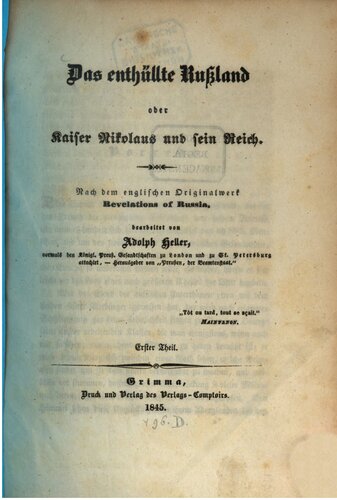 Das enthüllte Rußland
oder
Kaiser Nikolaus und sein Reich.
Nach dem englischen Originalwerk
Revelations of Russia,
bearbeitet von
Adolph Heller,
vormals den Königl. Preuß. Gesandtschaften zu London und zu St. Petersburg
attachirt, — Herausgeber von „Preußen, der Beamtenstaat."
„Tôt ou tard, tout se sçait."
MAINTENON.
Erster Theil.
Grimma,
Druck und Verlag des Verlags-Comptoirs.
1845.